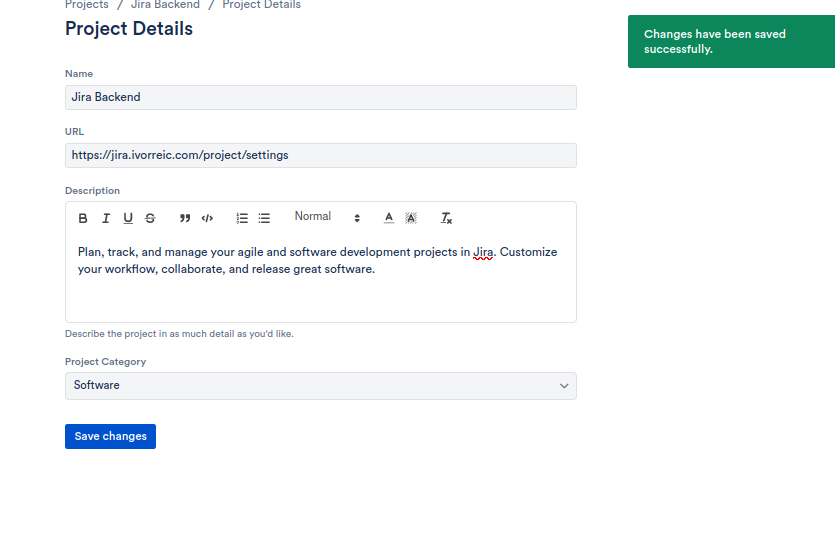 Projects / Jira Backend / Project Details
Project Details
Changes have been saved
successfully.
Name
Jira Backend
URL
https://jira.ivorreic.com/project/settings
Description
B I U S Normal A A Tx
Plan, track, and manage your agile and software development projects in Jira. Customize
your workflow, collaborate, and release great software.
Describe the project in as much detail as you'd like.
Project Category
Software
Save changes